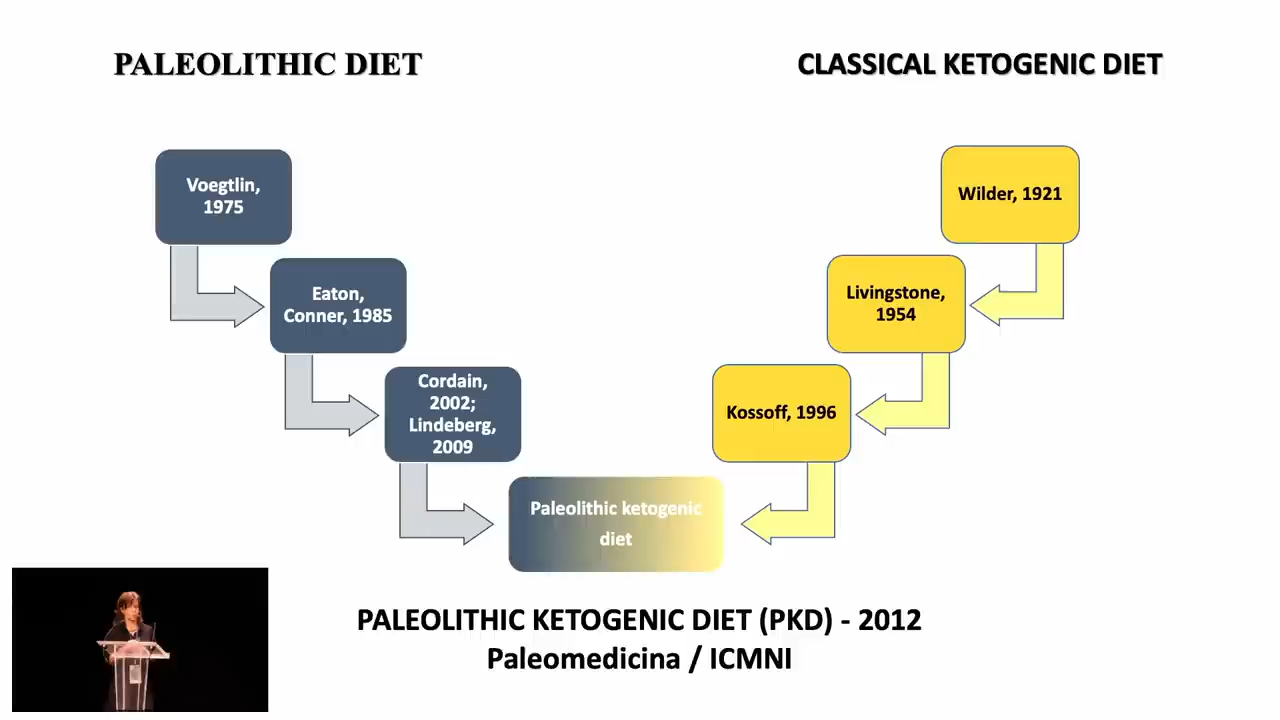 PALEOLITHIC DIET
CLASSICAL KETOGENIC DIET
Voegtlin,
1975
Eaton,
Conner, 1985
Cordain,
2002;
Lindeberg,
2009
Wilder, 1921
Livingstone,
1954
Kossoff, 1996
Paleolithic ketogenic
diet
PALEOLITHIC KETOGENIC DIET (PKD) - 2012
Paleomedicina / ICMNI